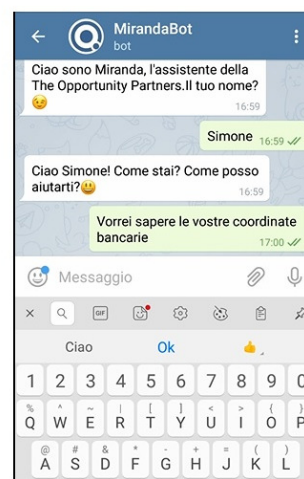 MirandaBot
bot
Ciao sono Miranda, l'assistente della
The Opportunity Partners.Il tuo nome?
😉
16:59
Simone 16:59
Ciao Simone! Come stai? Come posso
aiutarti?😃
16:59
Vorrei sapere le vostre coordinate
bancarie
17:00
Messaggio
GIF
Ciao Ok 👍
1 2 3 4 5 6 7 8 9 0
% ^ ~ | [ ] < > { }
Q W E R T Y U I O P
@ # & * - + = ( )
A S D F G H J K L